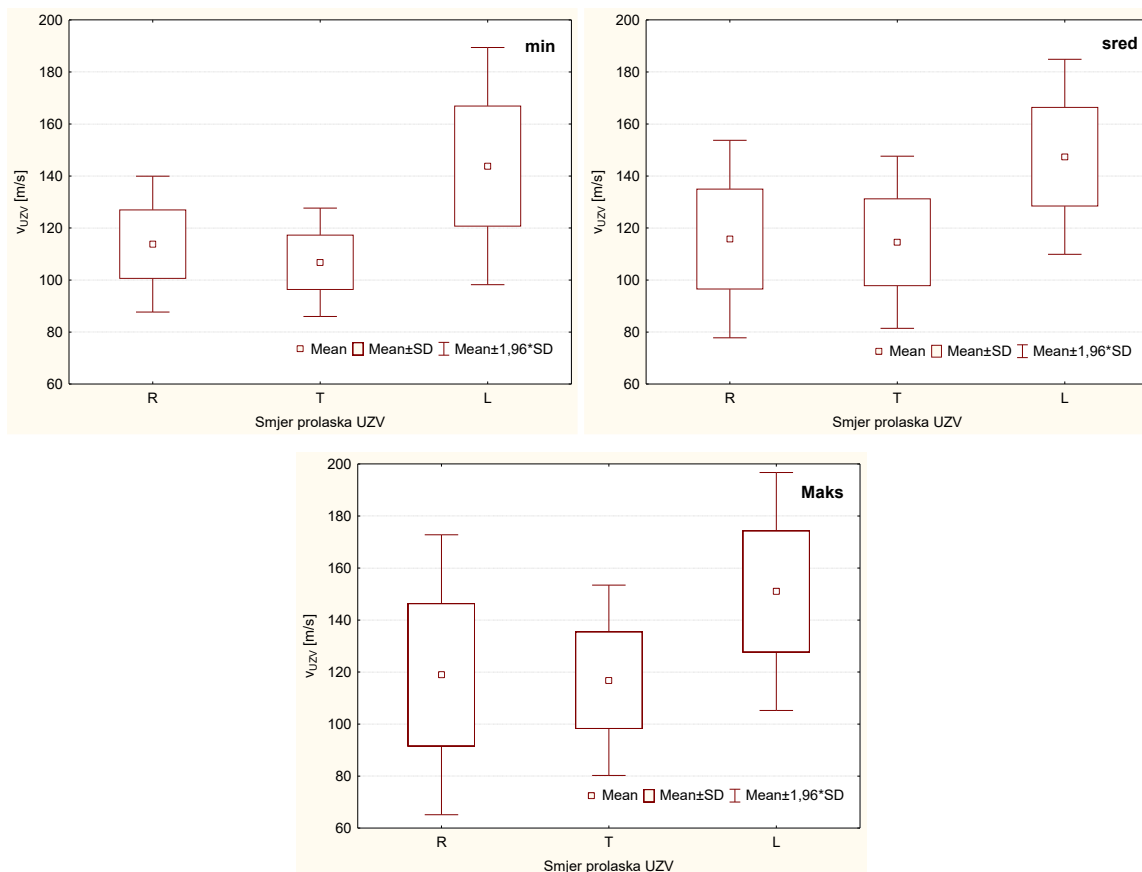 min
200
180
160
140
120
100
80
60
vUZV [m/s]
Mean Mean±SD Mean±1,96*SD
R T L
Smjer prolaska UZV
sred
200
180
160
140
120
100
80
60
vUZV [m/s]
Mean Mean±SD Mean±1,96*SD
R T L
Smjer prolaska UZV
Maks
200
180
160
140
120
100
80
60
vUZV [m/s]
Mean Mean±SD Mean±1,96*SD
R T L
Smjer prolaska UZV